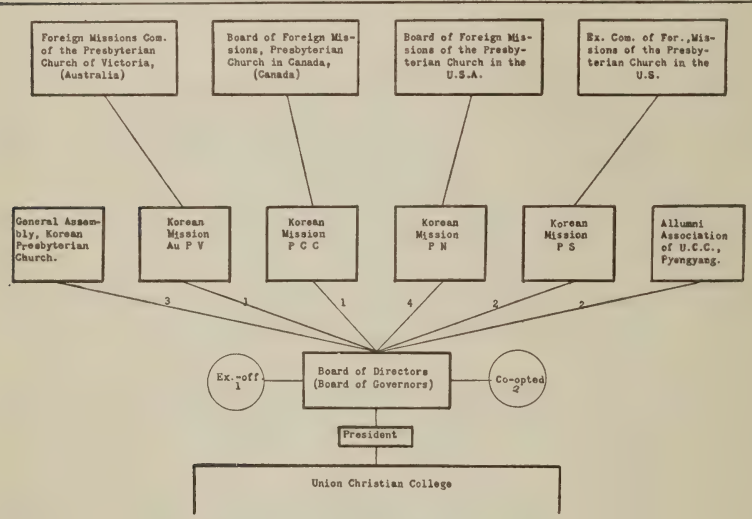 Foreign Missions Com.
of the Presbyterian
Church of Victoria,
(Australia)
Board of Foreign Mis-
sions, Presbyterian
Church in Canada,
(Canada)
Board of Foreign Mis-
sions of the Presby-
terian Church in the
U.S.A.
Ex. Com. of For., Mis-
sions of the Presby-
terian Church in the
U.S.
General Assem-
bly, Korean
Presbyterian
Church.
Korean
Mission
Au P V
Korean
Mission
P C C
Korean
Mission
P N
Korean
Mission
P S
Allumni
Association
of U.C.C.,
Pyengyang.
3
1
1
4
2
2
Ex.-off
1
Board of Directors
(Board of Governors)
Co-opted
2
President
Union Christian College